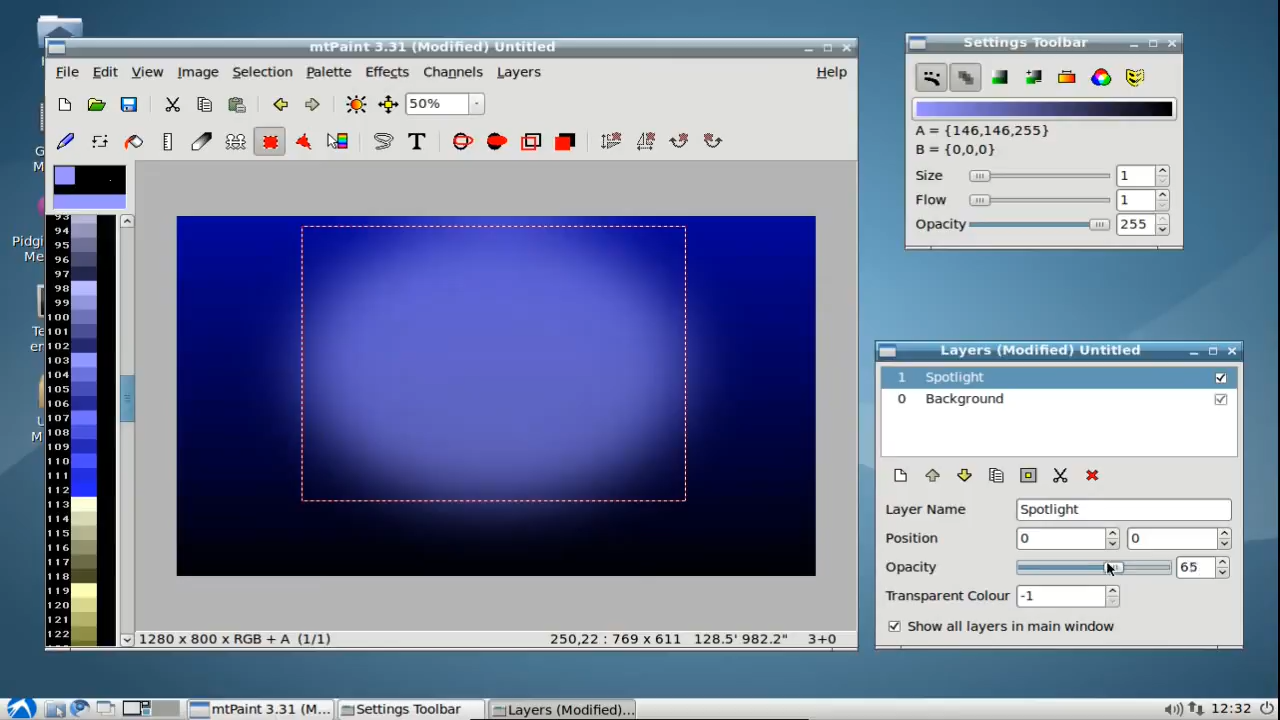 mtPaint 3.31 (Modified) Untitled
File Edit View Image Selection Palette Effects Channels Layers Help
50%
93
94
95
96
97
98
99
100
101
102
103
104
105
106
107
108
109
110
111
112
113
114
115
116
117
118
119
120
121
122
1280 x 800 x RGB + A (1/1) 250,22 : 769 x 611 128.5' 982.2" 3+0
Pidgi
Me
Settings Toolbar
A = {146,146,255}
B = {0,0,0}
Size 1
Flow 1
Opacity 255
Layers (Modified) Untitled
1 Spotlight
0 Background
Layer Name Spotlight
Position 0 0
Opacity 65
Transparent Colour -1
Show all layers in main window
mtPaint 3.31 (M... Settings Toolbar Layers (Modified)... 12:32